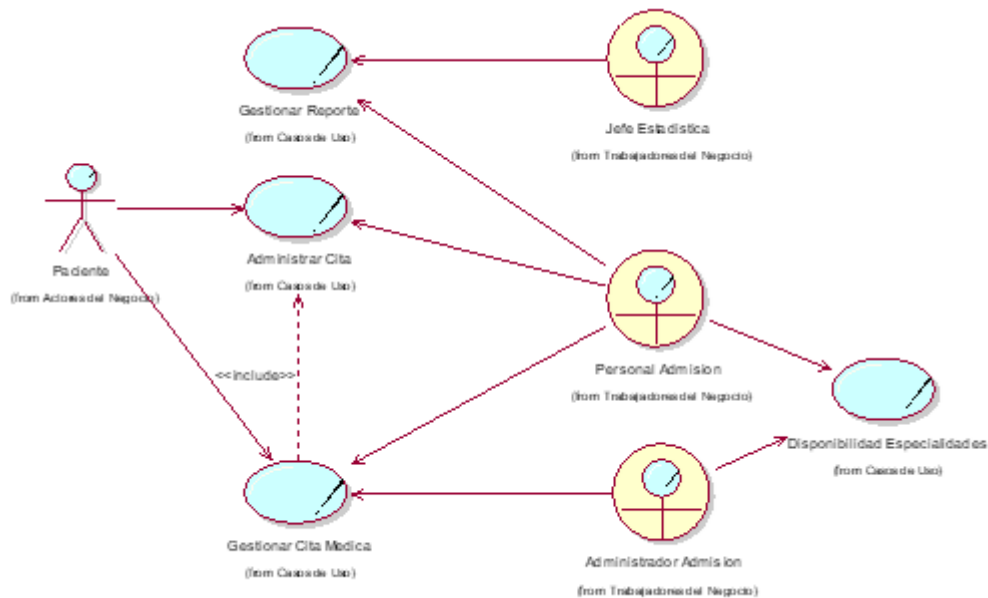 Gestionar Reporte
(from Casos de Uso)
Jefe Estadistica
(from Trabajadores del Negocio)
Paciente
(from Actores del Negocio)
Administrar Cita
(from Casos de Uso)
<<include>>
Personal Admision
(from Trabajadores del Negocio)
Disponibilidad Especialidades
(from Casos de Uso)
Gestionar Cita Medica
(from Casos de Uso)
Administrador Admision
(from Trabajadores del Negocio)